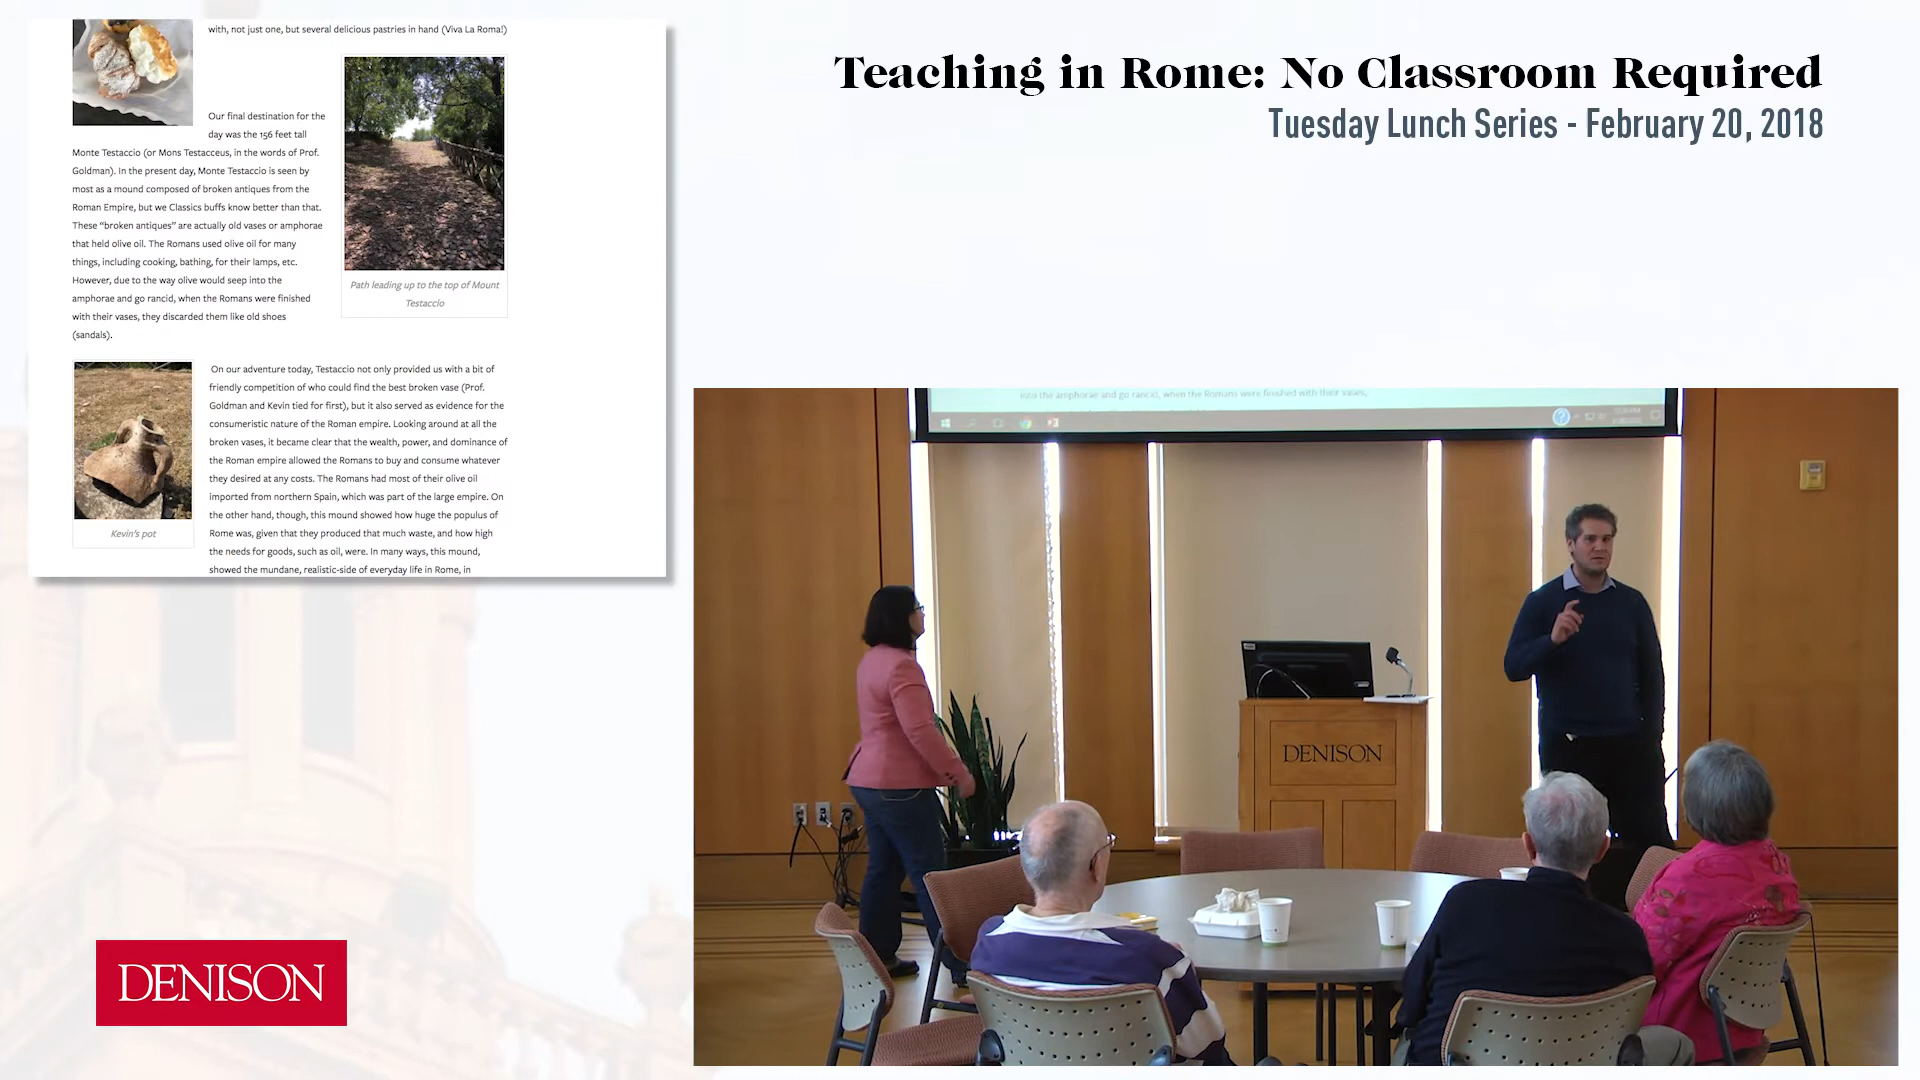 with, not just one, but several delicious pastries in hand (Viva La Roma!)
Our final destination for the
day was the 156 feet tall
Monte Testaccio (or Mons Testacceus, in the words of Prof.
Goldman). In the present day, Monte Testaccio is seen by
most as a mound composed of broken antiques from the
Roman Empire, but we Classics buffs know better than that.
These “broken antiques” are actually old vases or amphorae
that held olive oil. The Romans used olive oil for many
things, including cooking, bathing, for their lamps, etc.
However, due to the way olive would seep into the
amphorae and go rancid, when the Romans were finished
with their vases, they discarded them like old shoes
(sandals).
Path leading up to the top of Mount
Testaccio
On our adventure today, Testaccio not only provided us with a bit of
friendly competition of who could find the best broken vase (Prof.
Goldman and Kevin tied for first), but it also served as evidence for the
consumeristic nature of the Roman empire. Looking around at all the
broken vases, it became clear that the wealth, power, and dominance of
the Roman empire allowed the Romans to buy and consume whatever
they desired at any costs. The Romans had most of their olive oil
imported from northern Spain, which was part of the large empire. On
the other hand, though, this mound showed how huge the populus of
Rome was, given that they produced that much waste, and how high
the needs for goods, such as oil, were. In many ways, this mound,
showed the mundane, realistic-side of everyday life in Rome, in
Kevin's pot
Teaching in Rome: No Classroom Required
Tuesday Lunch Series - February 20, 2018
into the amphorae and go rancid, when the Romans were finished with their vases,
DENISON
DENISON